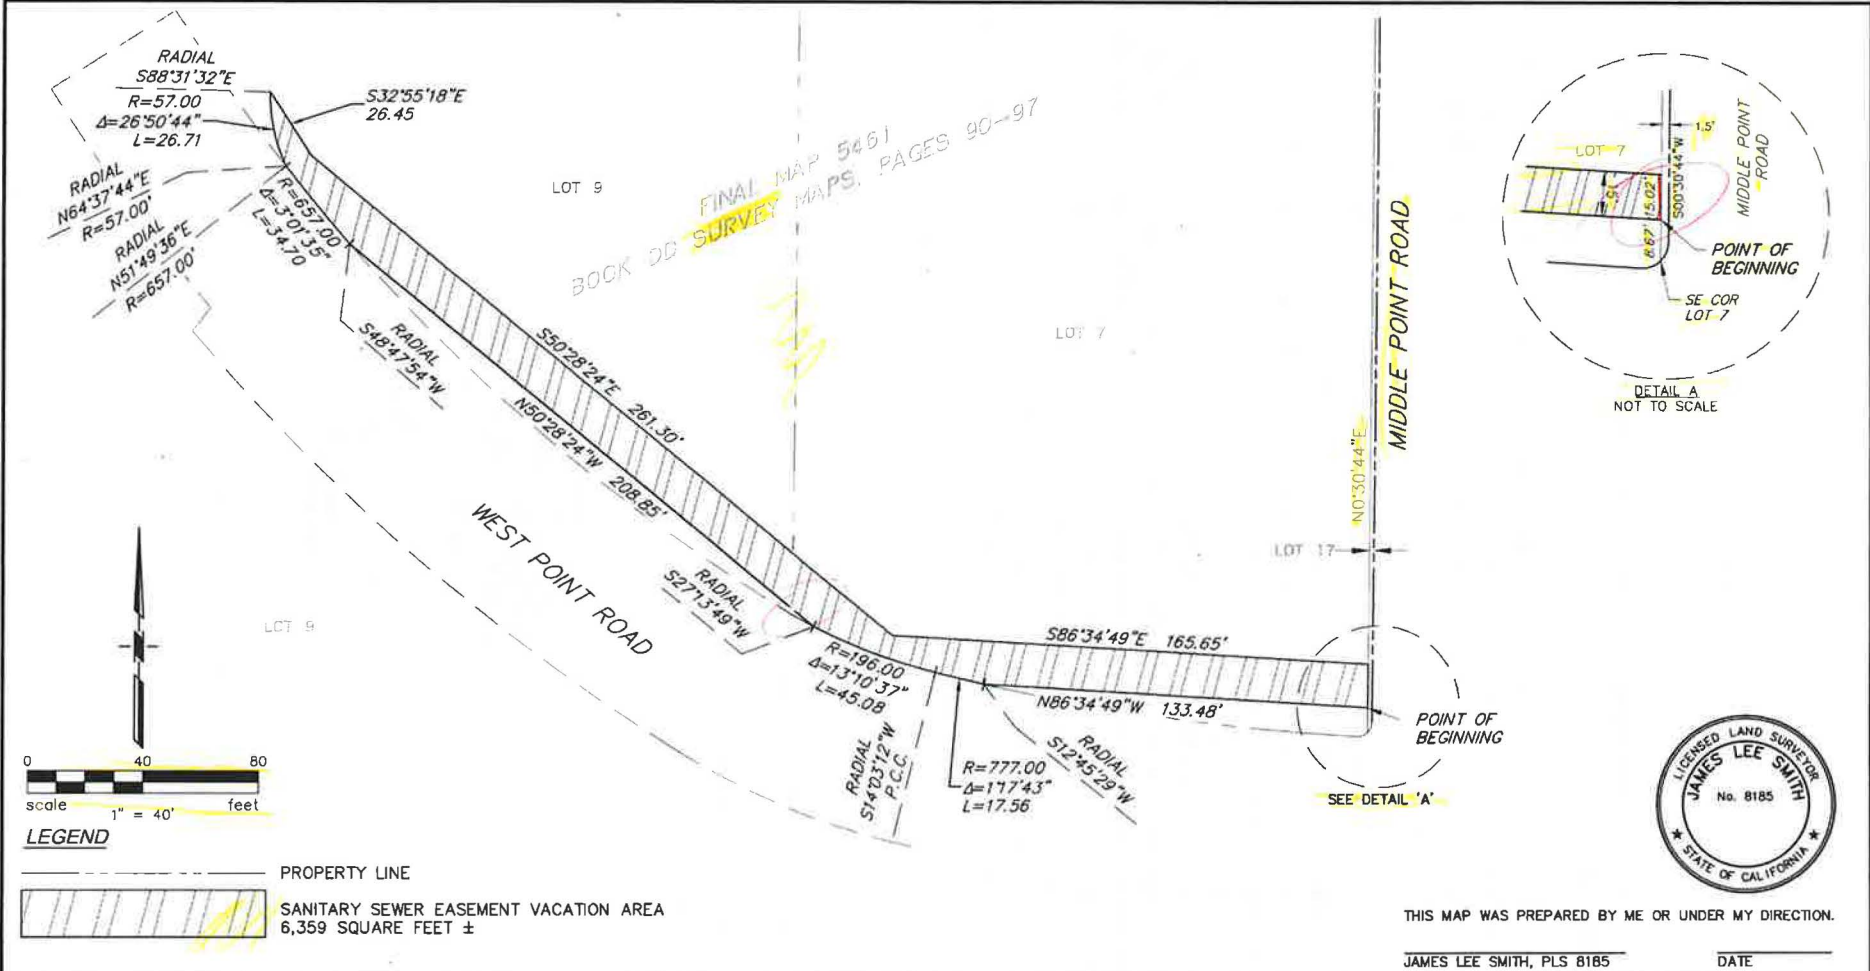 RADIAL
S88°31'32"E
R=57.00
Δ=26°50'44"
L=26.71
S32°55'18"E
26.45
RADIAL
N64°37'44"E
R=57.00'
RADIAL
N51°49'36"E
R=657.00'
R=657.00
Δ=3°01'35"
L=34.70
RADIAL
S48°47'54"W
LOT 9
FINAL MAP 5461
BOOK DD SURVEY MAPS, PAGES 90-97
LOT 7
S50°28'24"E 261.30'
N50°28'24"W 208.85'
WEST POINT ROAD
LOT 9
RADIAL
S27°13'49"W
R=196.00
Δ=13°10'37"
L=45.08
RADIAL
S14°03'12"W
P.C.C.
R=777.00
Δ=1°17'43"
L=17.56
RADIAL
S12°45'29"W
S86°34'49"E 165.65'
N86°34'49"W 133.48'
LOT 17
N0°30'44"E
MIDDLE POINT ROAD
POINT OF
BEGINNING
SEE DETAIL 'A'
LOT 7
15'
15.02'
8.67'
S00°30'44"W
1.5'
MIDDLE POINT
ROAD
POINT OF
BEGINNING
SE COR
LOT 7
DETAIL A
NOT TO SCALE
0 40 80
scale 1" = 40' feet
LEGEND
PROPERTY LINE
SANITARY SEWER EASEMENT VACATION AREA
6,359 SQUARE FEET ±
LICENSED LAND SURVEYOR
JAMES LEE SMITH
No. 8185
STATE OF CALIFORNIA
THIS MAP WAS PREPARED BY ME OR UNDER MY DIRECTION.
JAMES LEE SMITH, PLS 8185 DATE